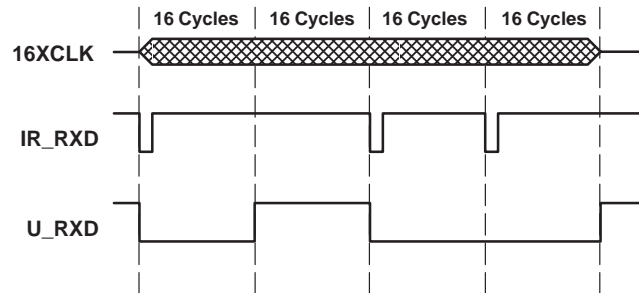 16 Cycles 16 Cycles 16 Cycles 16 Cycles
16XCLK
IR_RXD
U_RXD